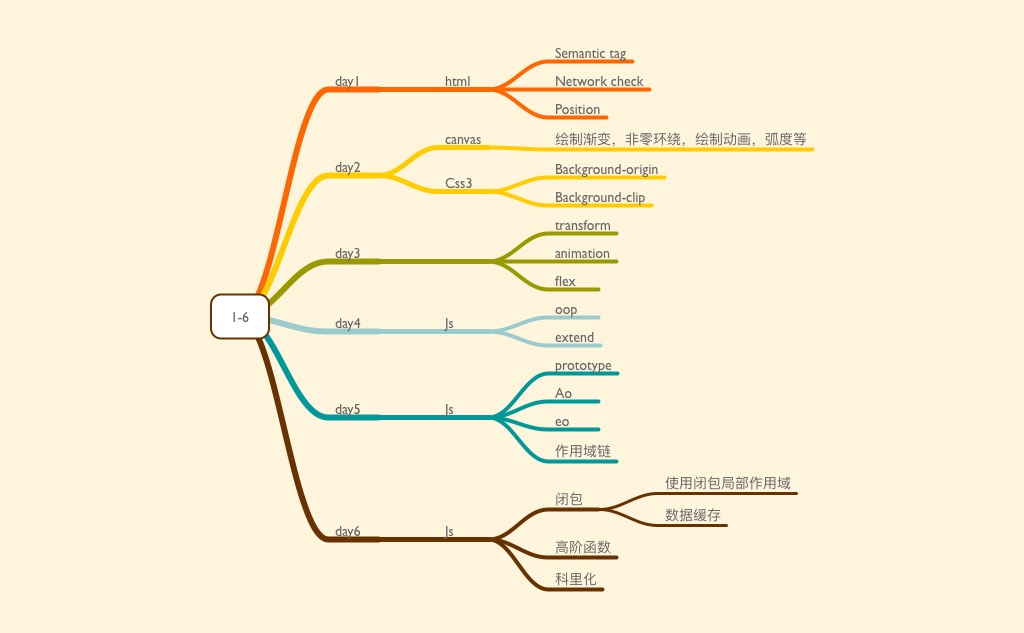 1-6
day1
html
Semantic tag
Network check
Position
day2
canvas
绘制渐变，非零环绕，绘制动画，弧度等
Css3
Background-origin
Background-clip
day3
transform
animation
flex
day4
Js
oop
extend
day5
Js
prototype
Ao
eo
作用域链
day6
Js
闭包
使用闭包局部作用域
数据缓存
高阶函数
科里化